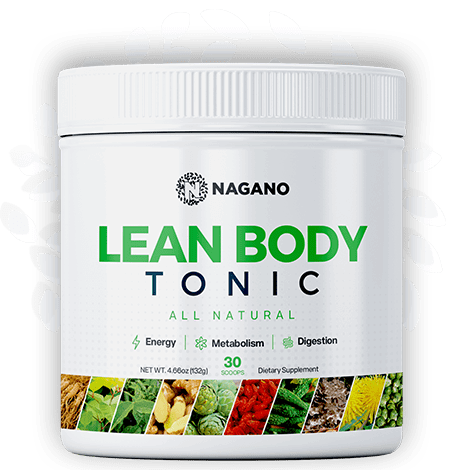 N NAGANO
LEAN BODY
TONIC
ALL NATURAL
Energy | Metabolism | Digestion
NET WT. 4.66oz (132g) 30 SCOOPS Dietary Supplement